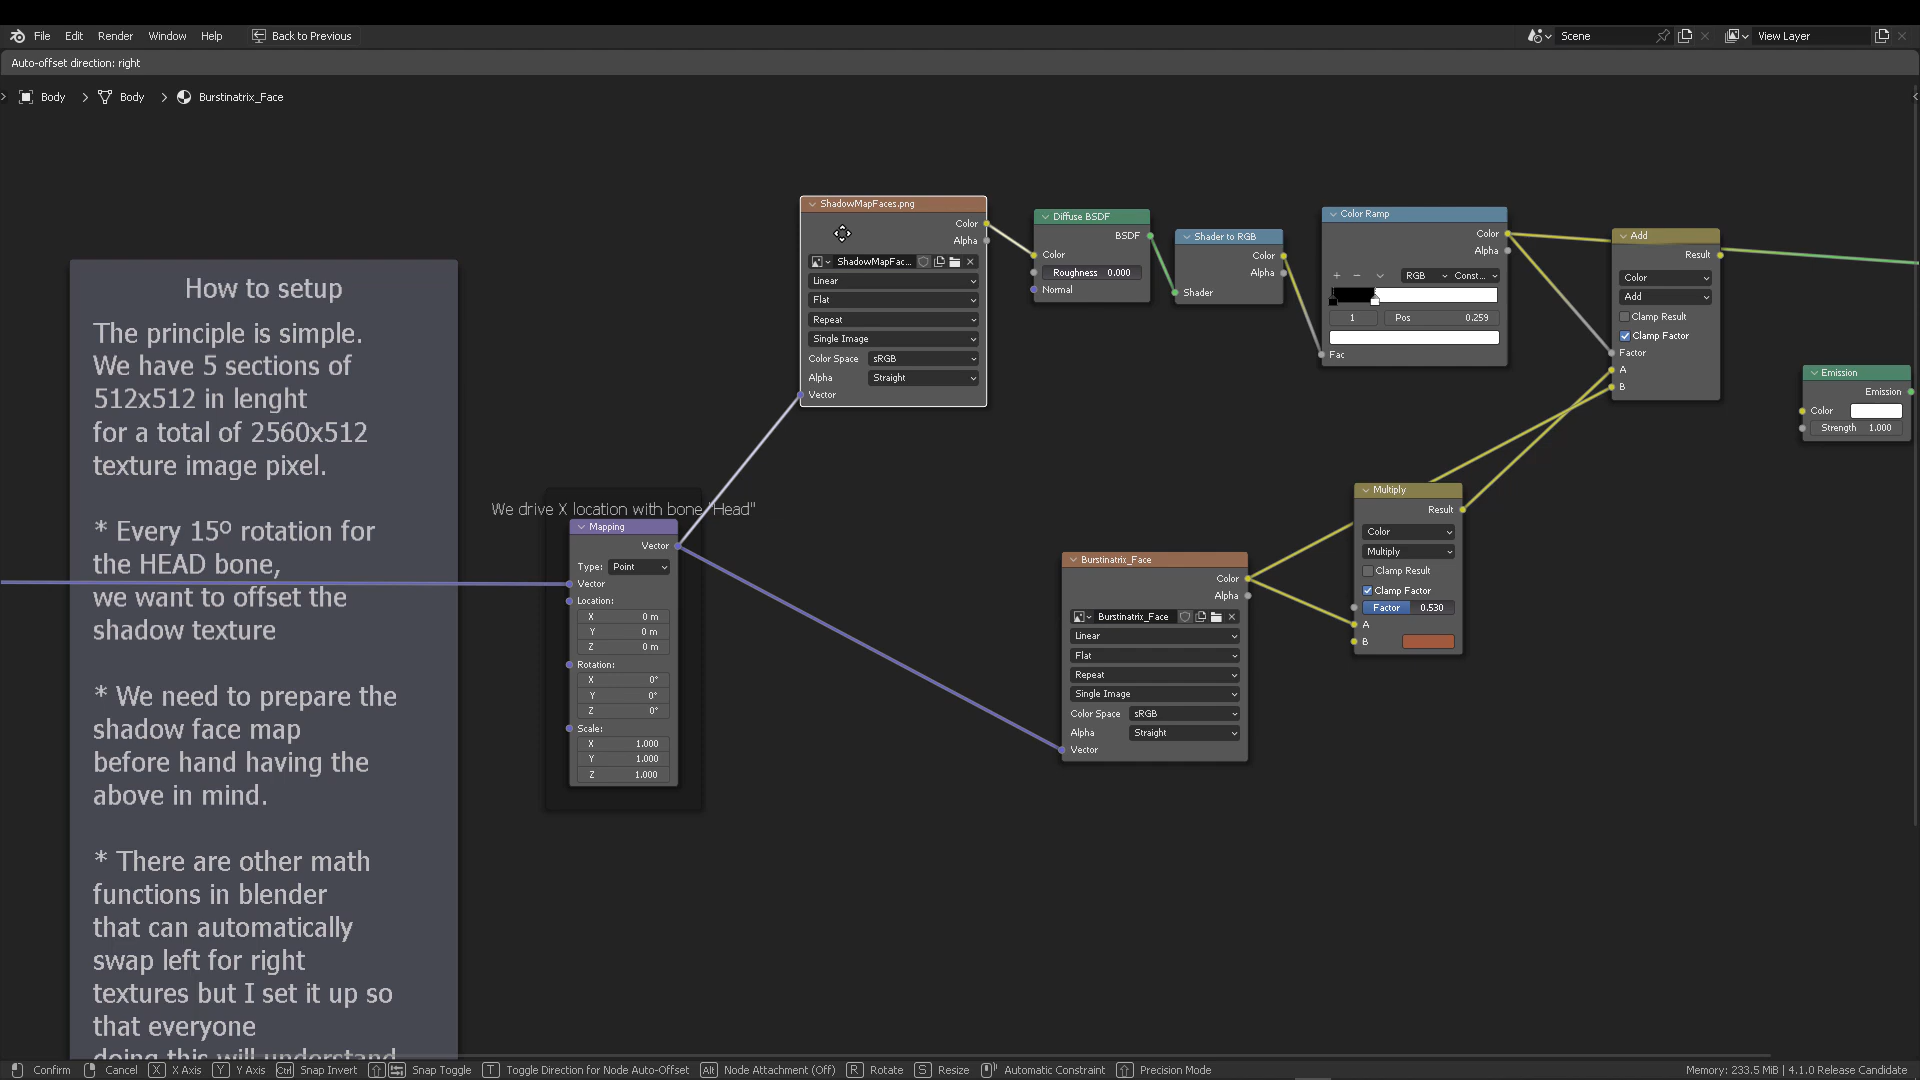 File Edit Render Window Help Back to Previous Scene View Layer
Auto-offset direction: right
Body Body Burstinatrix_Face
How to setup
The principle is simple.
We have 5 sections of
512x512 in lenght
for a total of 2560x512
texture image pixel.
* Every 15º rotation for
the HEAD bone,
we want to offset the
shadow texture
* We need to prepare the
shadow face map
before hand having the
above in mind.
* There are other math
functions in blender
that can automatically
swap left for right
textures but I set it up so
that everyone
doing this will understand
We drive X location with bone "Head"
Mapping
Vector
Type: Point
Vector
Location:
X 0 m
Y 0 m
Z 0 m
Rotation:
X 0°
Y 0°
Z 0°
Scale:
X 1.000
Y 1.000
Z 1.000
ShadowMapFaces.png
Color
Alpha
ShadowMapFac...
Linear
Flat
Repeat
Single Image
Color Space sRGB
Alpha Straight
Vector
Diffuse BSDF
BSDF
Color
Roughness 0.000
Normal
Shader to RGB
Color
Alpha
Shader
Color Ramp
Color
Alpha
RGB Const...
1 Pos 0.259
Fac
Add
Result
Color
Add
Clamp Result
Clamp Factor
Factor
A
B
Emission
Emission
Color
Strength 1.000
Burstinatrix_Face
Color
Alpha
Burstinatrix_Face
Linear
Flat
Repeat
Single Image
Color Space sRGB
Alpha Straight
Vector
Multiply
Result
Color
Multiply
Clamp Result
Clamp Factor
Factor 0.530
A
B
Confirm Cancel X X Axis Y Y Axis Ctrl Snap Invert Snap Toggle T Toggle Direction for Node Auto-Offset Alt Node Attachment (Off) R Rotate S Resize Automatic Constraint Precision Mode Memory: 233.5 MiB | 4.1.0 Release Candidate